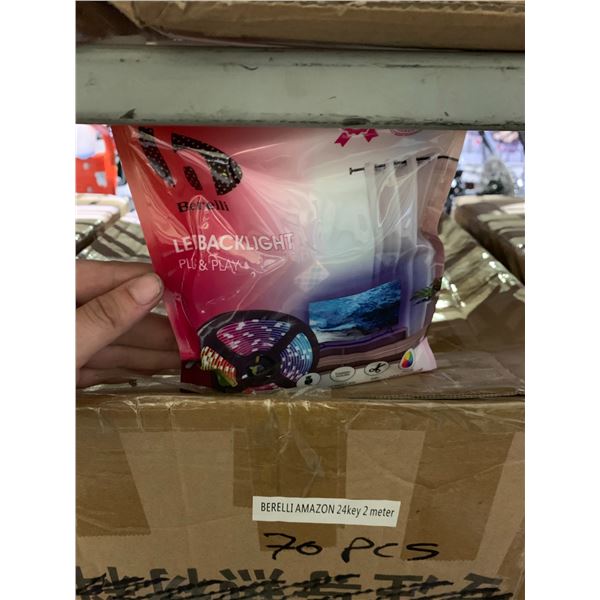 Berelli
LED BACKLIGHT
PLUG & PLAY
BERELLI AMAZON 24key 2 meter
70 PCS